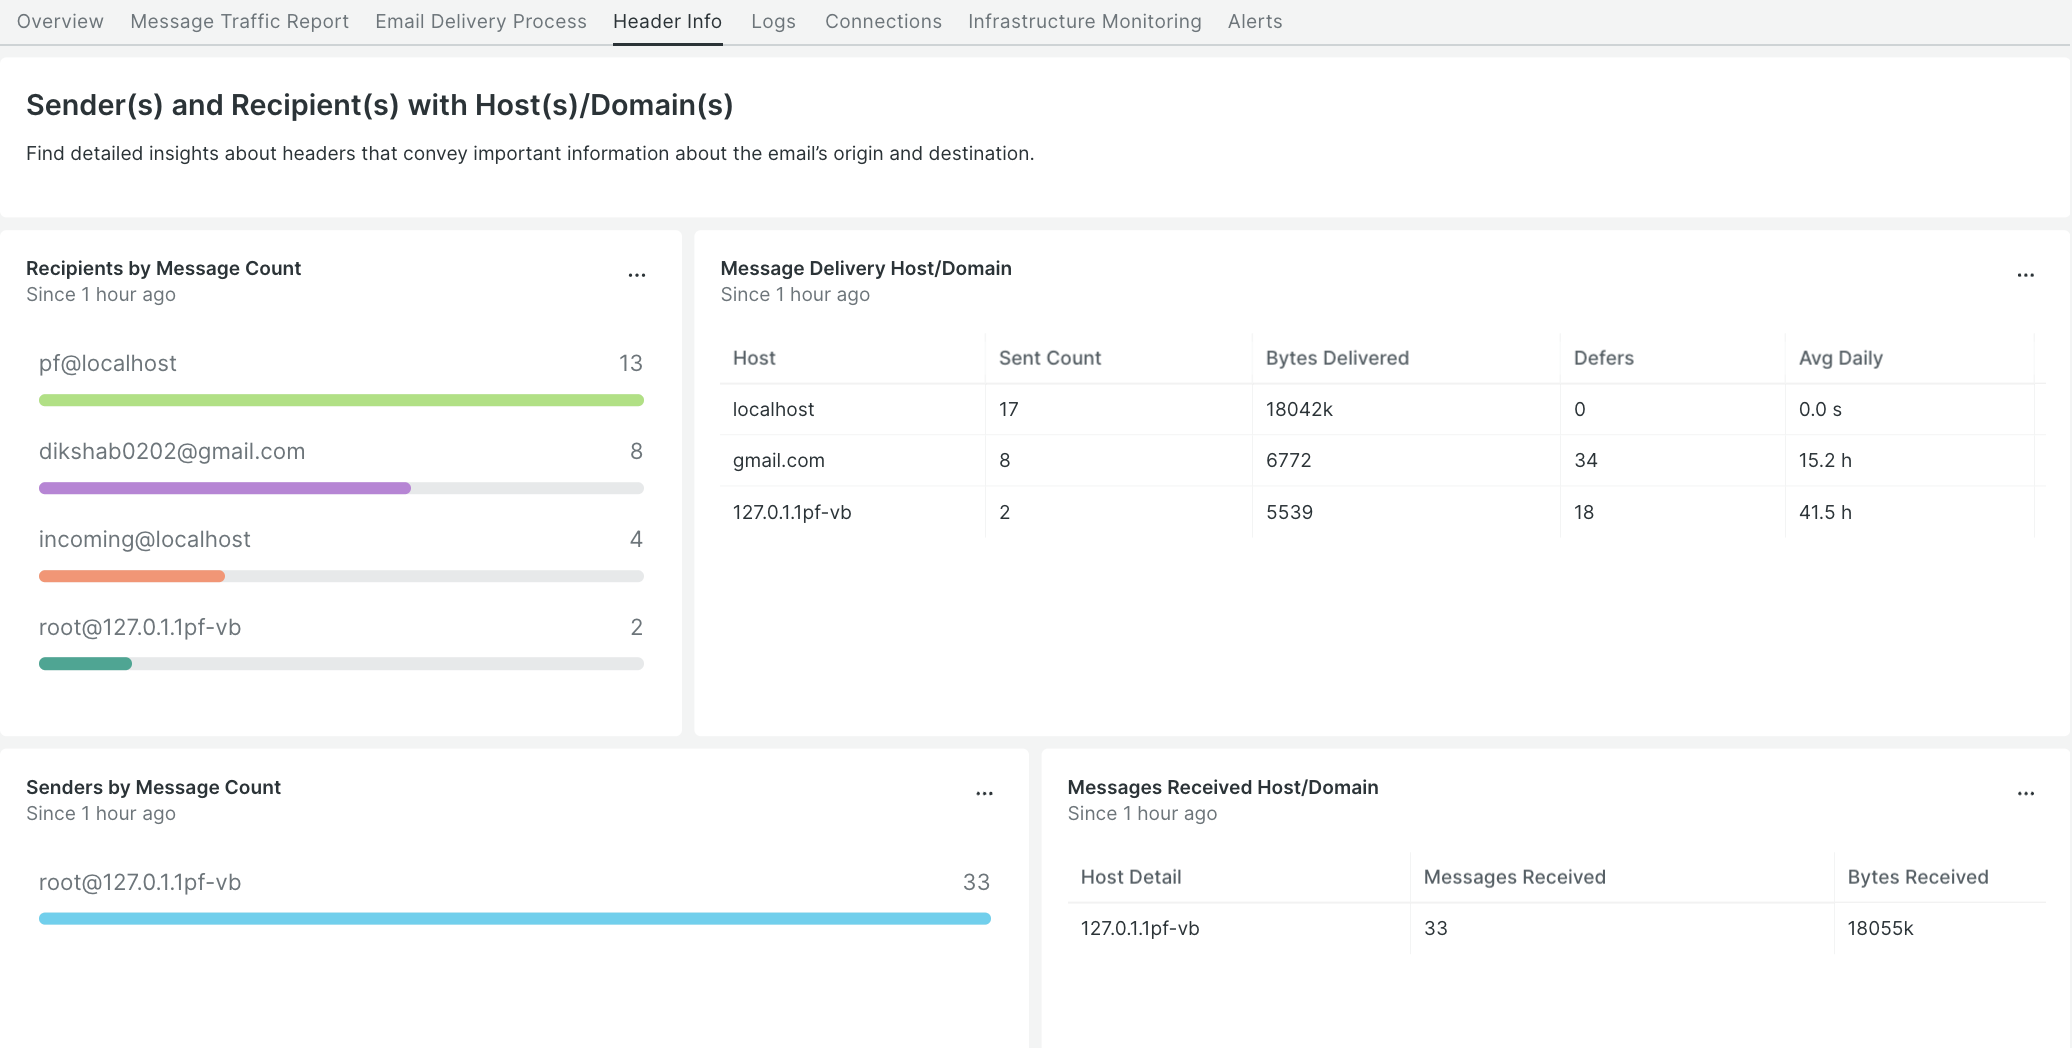 Overview Message Traffic Report Email Delivery Process Header Info Logs Connections Infrastructure Monitoring Alerts
Sender(s) and Recipient(s) with Host(s)/Domain(s)
Find detailed insights about headers that convey important information about the email’s origin and destination.
Recipients by Message Count ...
Since 1 hour ago
pf@localhost 13
dikshab0202@gmail.com 8
incoming@localhost 4
root@127.0.1.1pf-vb 2
Message Delivery Host/Domain ...
Since 1 hour ago
Host Sent Count Bytes Delivered Defers Avg Daily
localhost 17 18042k 0 0.0 s
gmail.com 8 6772 34 15.2 h
127.0.1.1pf-vb 2 5539 18 41.5 h
Senders by Message Count ...
Since 1 hour ago
root@127.0.1.1pf-vb 33
Messages Received Host/Domain ...
Since 1 hour ago
Host Detail Messages Received Bytes Received
127.0.1.1pf-vb 33 18055k